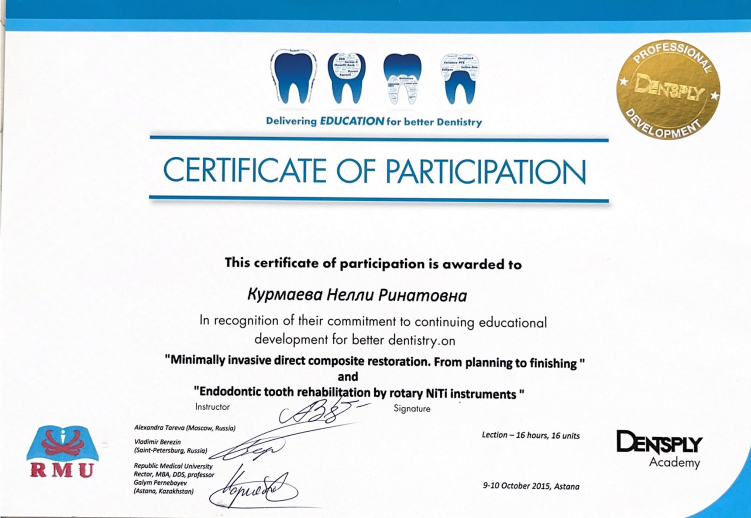 Delivering EDUCATION for better Dentistry
PROFESSIONAL
DENTSPLY
DEVELOPMENT
CERTIFICATE OF PARTICIPATION
This certificate of participation is awarded to
Курмаева Нелли Ринатовна
In recognition of their commitment to continuing educational
development for better dentistry.on
"Minimally invasive direct composite restoration. From planning to finishing "
and
"Endodontic tooth rehabilitation by rotary NiTi instruments "
Instructor
Signature
Alexandra Tareva (Moscow, Russia)
Vladimir Berezin
(Saint-Petersburg, Russia)
Republic Medical University
Rector, MBA, DDS, professor
Galym Pernebayev
(Astana, Kazakhstan)
RMU
Lection – 16 hours, 16 units
9-10 October 2015, Astana
DENTSPLY
Academy